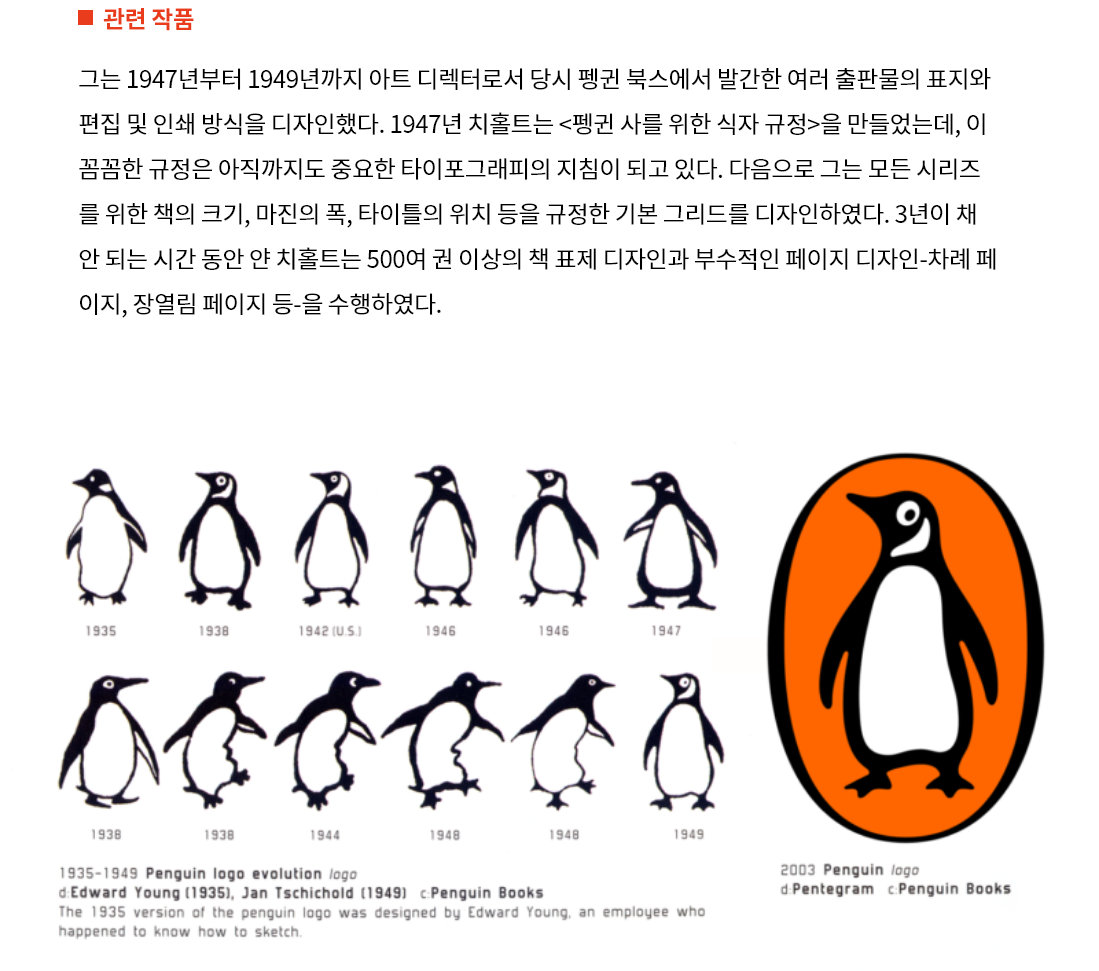 관련 작품
그는 1947년부터 1949년까지 아트 디렉터로서 당시 펭귄 북스에서 발간한 여러 출판물의 표지와
편집 및 인쇄 방식을 디자인했다. 1947년 치홀트는 <펭귄 사를 위한 식자 규정>을 만들었는데, 이
꼼꼼한 규정은 아직까지도 중요한 타이포그래피의 지침이 되고 있다. 다음으로 그는 모든 시리즈
를 위한 책의 크기, 마진의 폭, 타이틀의 위치 등을 규정한 기본 그리드를 디자인하였다. 3년이 채
안 되는 시간 동안 얀 치홀트는 500여 권 이상의 책 표제 디자인과 부수적인 페이지 디자인-차례 페
이지, 장열림 페이지 등-을 수행하였다.
1935 1938 1942 (U.S.) 1946 1946 1947
1938 1938 1944 1948 1948 1949
1935-1949 Penguin logo evolution logo
d:Edward Young (1935), Jan Tschichold (1949) c:Penguin Books
The 1935 version of the penguin logo was designed by Edward Young, an employee who
happened to know how to sketch.
2003 Penguin logo
d:Pentegram c:Penguin Books